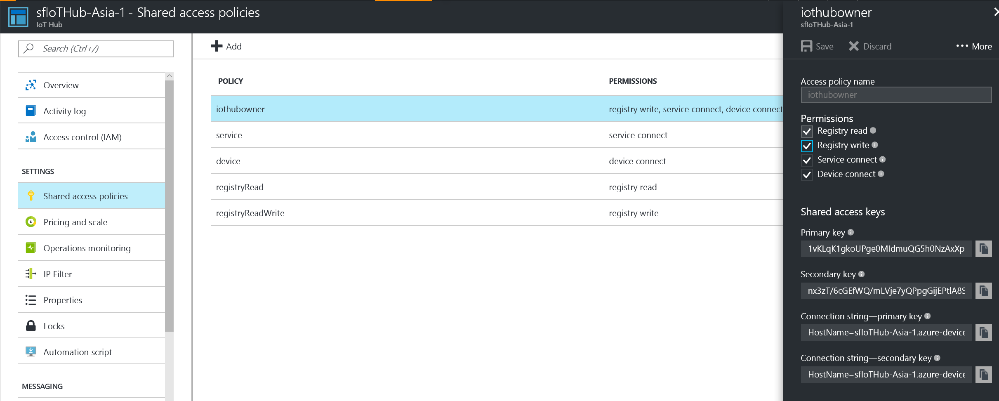 sfIoTHub-Asia-1 - Shared access policies
IoT Hub
Search (Ctrl+/)
Overview
Activity log
Access control (IAM)
SETTINGS
Shared access policies
Pricing and scale
Operations monitoring
IP Filter
Properties
Locks
Automation script
MESSAGING
Add
POLICY PERMISSIONS
iothubowner registry write, service connect, device connect
service service connect
device device connect
registryRead registry read
registryReadWrite registry write
iothubowner
sfIoTHub-Asia-1
Save Discard ••• More
Access policy name
iothubowner
Permissions
Registry read
Registry write
Service connect
Device connect
Shared access keys
Primary key
1vKLqK1gkoUPge0MIdmuQG5h0NzAxXp
Secondary key
nx3zT/6cGEfWQ/mLVje7yQPpgGijEPtlA8S
Connection string—primary key
HostName=sfIoTHub-Asia-1.azure-device
Connection string—secondary key
HostName=sfIoTHub-Asia-1.azure-device